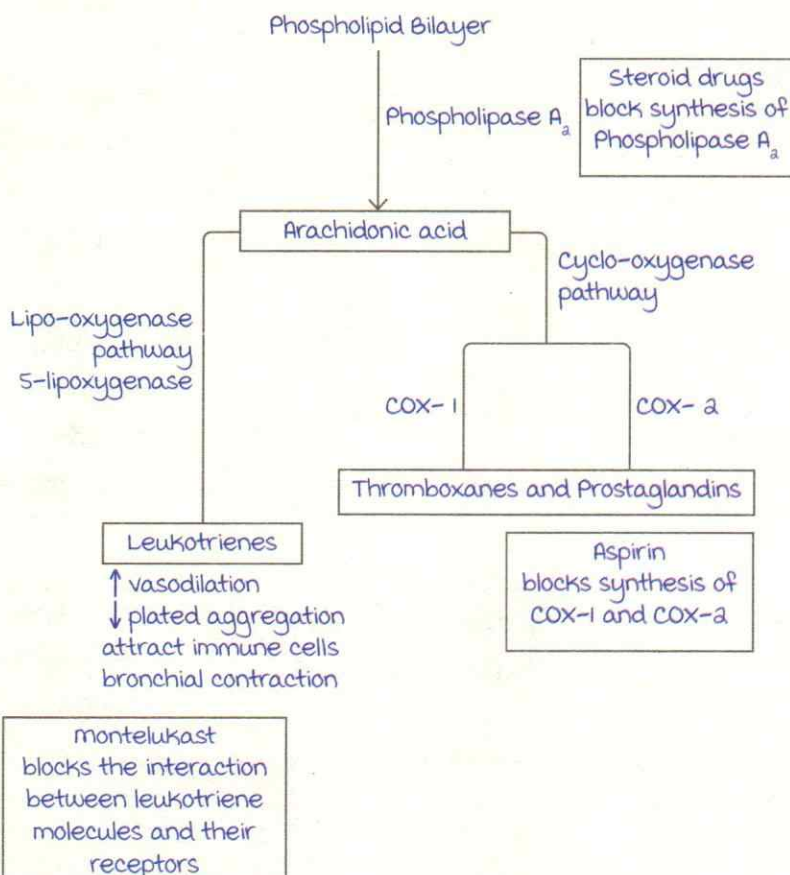 Phospholipid Bilayer
Phospholipase A₂
Steroid drugs
block synthesis of
Phospholipase A₂
Arachidonic acid
Cyclo-oxygenase
pathway
Lipo-oxygenase
pathway
5-lipoxygenase
COX-1
COX-2
Thromboxanes and Prostaglandins
Leukotrienes
↑ vasodilation
↓ plated aggregation
attract immune cells
bronchial contraction
Aspirin
blocks synthesis of
COX-1 and COX-2
montelukast
blocks the interaction
between leukotriene
molecules and their
receptors